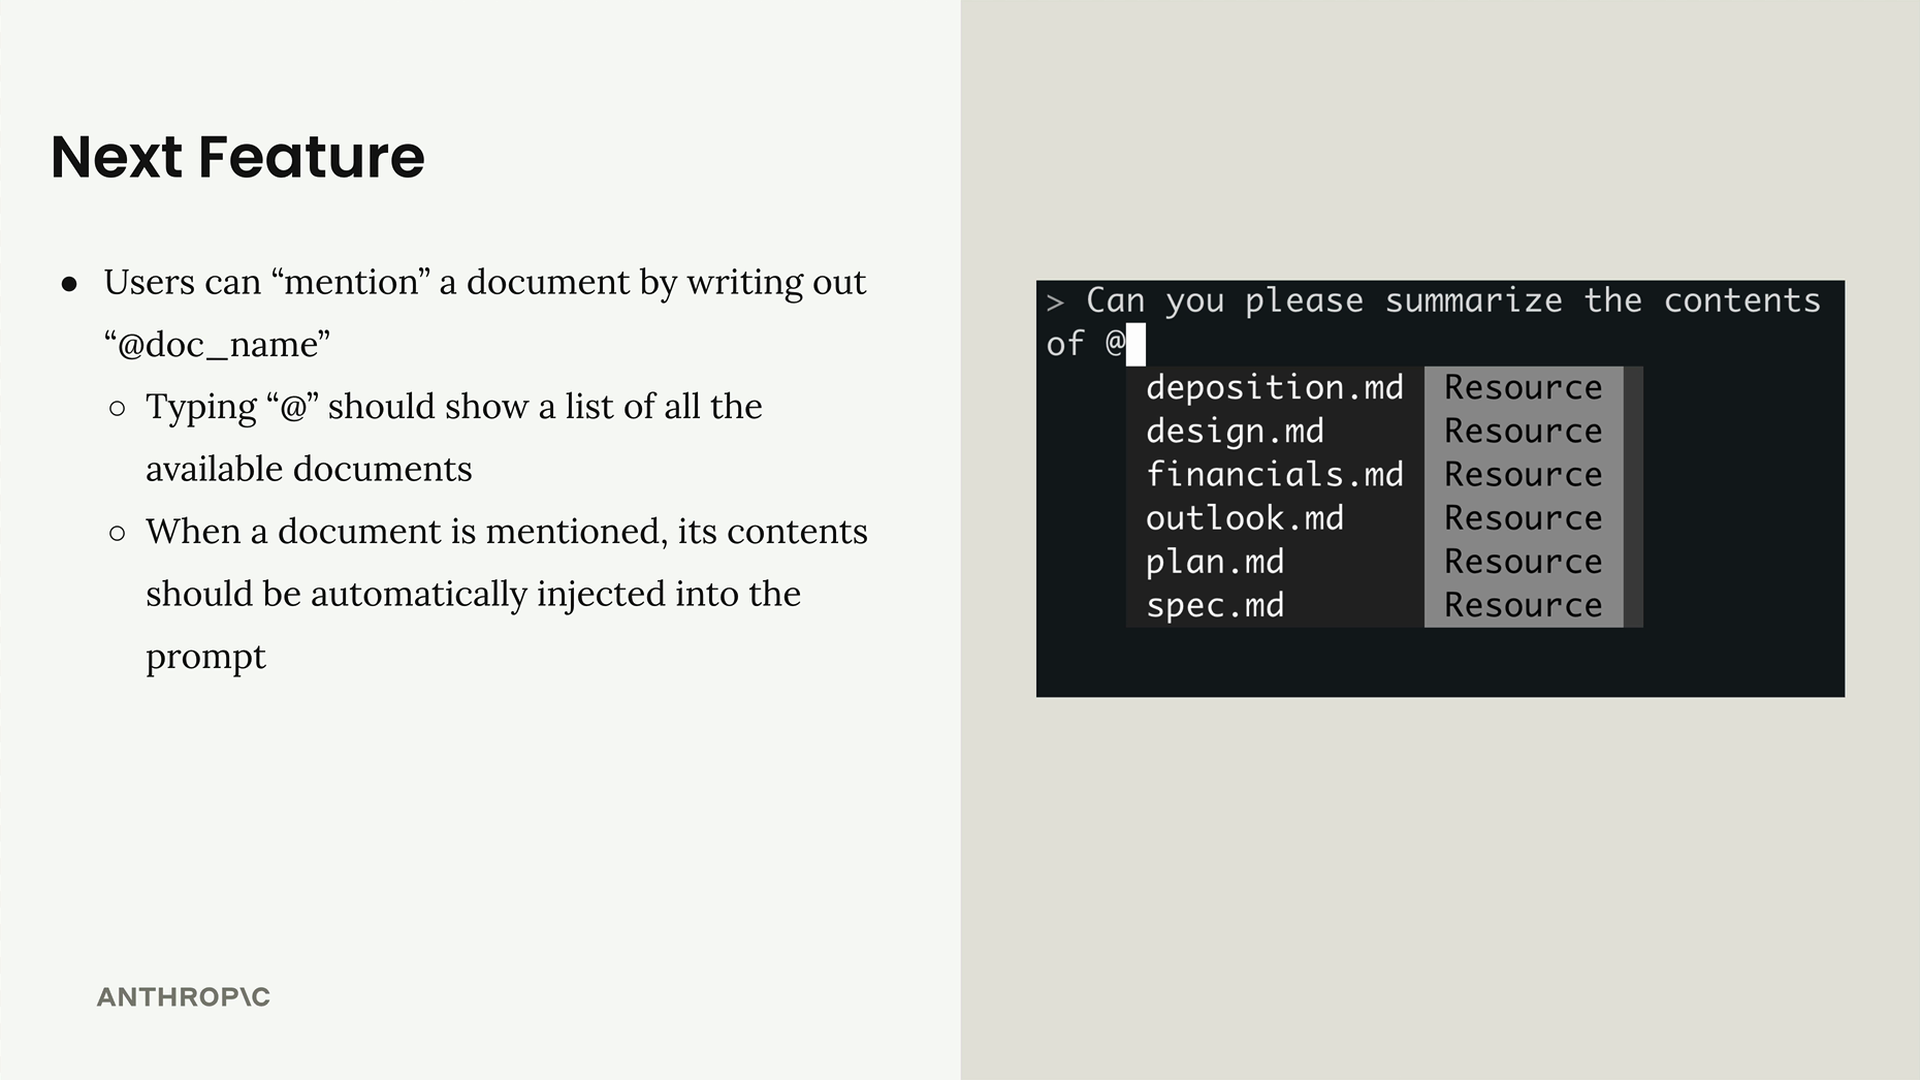 Next Feature
● Users can “mention” a document by writing out
“@doc_name”
○ Typing “@” should show a list of all the
available documents
○ When a document is mentioned, its contents
should be automatically injected into the
prompt
ANTHROP\C
> Can you please summarize the contents
of @
deposition.md Resource
design.md Resource
financials.md Resource
outlook.md Resource
plan.md Resource
spec.md Resource